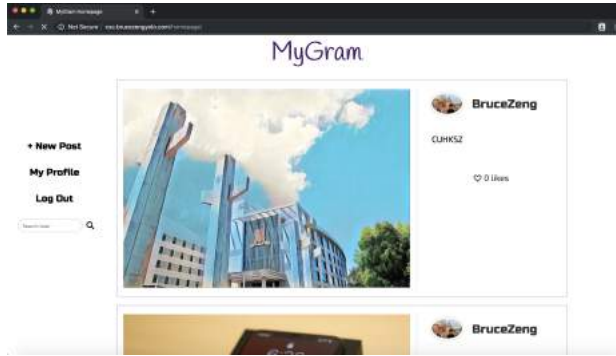 MyGram Homepage
Not Secure
MyGram
+ New Post
My Profile
Log Out
BruceZeng
CUHKSZ
♡ 0 likes
BruceZeng